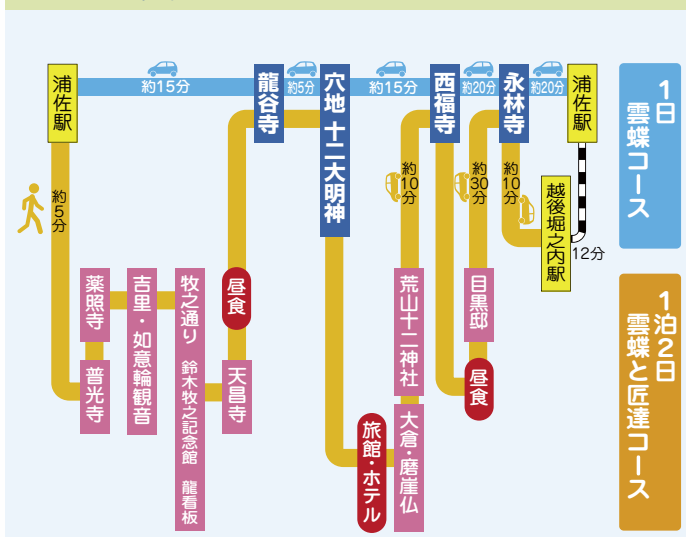 浦佐駅
約15分
龍谷寺
約5分
穴地 十二大明神
約15分
西福寺
約20分
永林寺
約20分
浦佐駅
1日
雲蝶コース
約5分
約10分
約30分
約10分
越後堀之内駅
12分
薬照寺
普光寺
吉里・如意輪観音
牧之通り 鈴木牧之記念館 龍看板
昼食
天昌寺
旅館・ホテル
荒山十二神社
大倉・磨崖仏
目黒邸
昼食
1泊2日
雲蝶と匠達コース